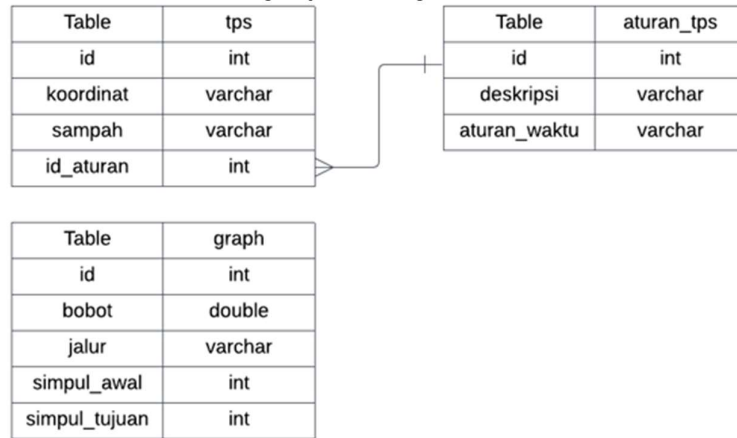 Table tps
id int
koordinat varchar
sampah varchar
id_aturan int
Table aturan_tps
id int
deskripsi varchar
aturan_waktu varchar
Table graph
id int
bobot double
jalur varchar
simpul_awal int
simpul_tujuan int